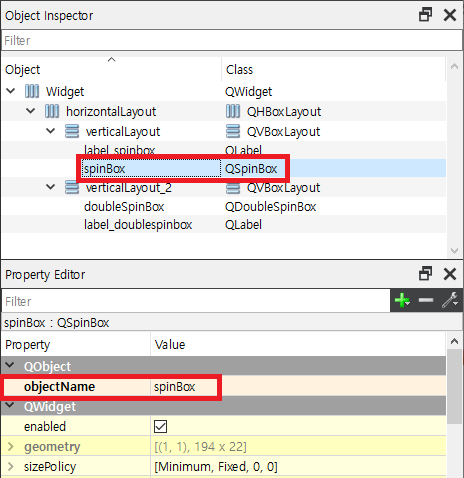 Object Inspector
Filter
Object Class
Widget QWidget
horizontalLayout QHBoxLayout
verticalLayout QVBoxLayout
label_spinbox QLabel
spinBox QSpinBox
verticalLayout_2 QVBoxLayout
doubleSpinBox QDoubleSpinBox
label_doublespinbox QLabel
Property Editor
Filter
spinBox : QSpinBox
Property Value
QObject
objectName spinBox
QWidget
enabled
geometry [(1, 1), 194 x 22]
sizePolicy [Minimum, Fixed, 0, 0]